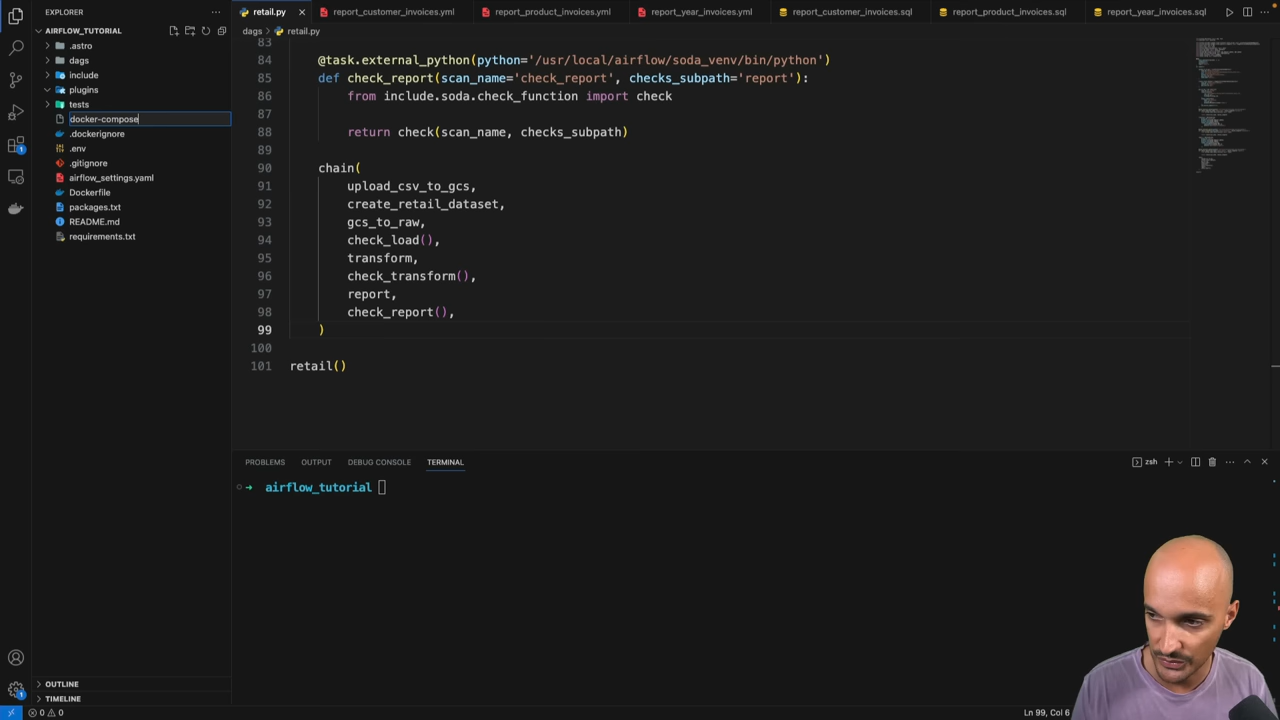 EXPLORER
AIRFLOW_TUTORIAL
.astro
dags
include
plugins
tests
docker-compose
.dockerignore
.env
.gitignore
airflow_settings.yaml
Dockerfile
packages.txt
README.md
requirements.txt
OUTLINE
TIMELINE
retail.py
report_customer_invoices.yml
report_product_invoices.yml
report_year_invoices.yml
report_customer_invoices.sql
report_product_invoices.sql
report_year_invoices.sql
dags > retail.py
83
84 @task.external_python(python='/usr/local/airflow/soda_venv/bin/python')
85 def check_report(scan_name='check_report', checks_subpath='report'):
86 from include.soda.check_function import check
87
88 return check(scan_name, checks_subpath)
89
90 chain(
91 upload_csv_to_gcs,
92 create_retail_dataset,
93 gcs_to_raw,
94 check_load(),
95 transform,
96 check_transform(),
97 report,
98 check_report(),
99 )
100
101 retail()
PROBLEMS OUTPUT DEBUG CONSOLE TERMINAL
zsh
airflow_tutorial
1
1
0 0
Ln 99, Col 6